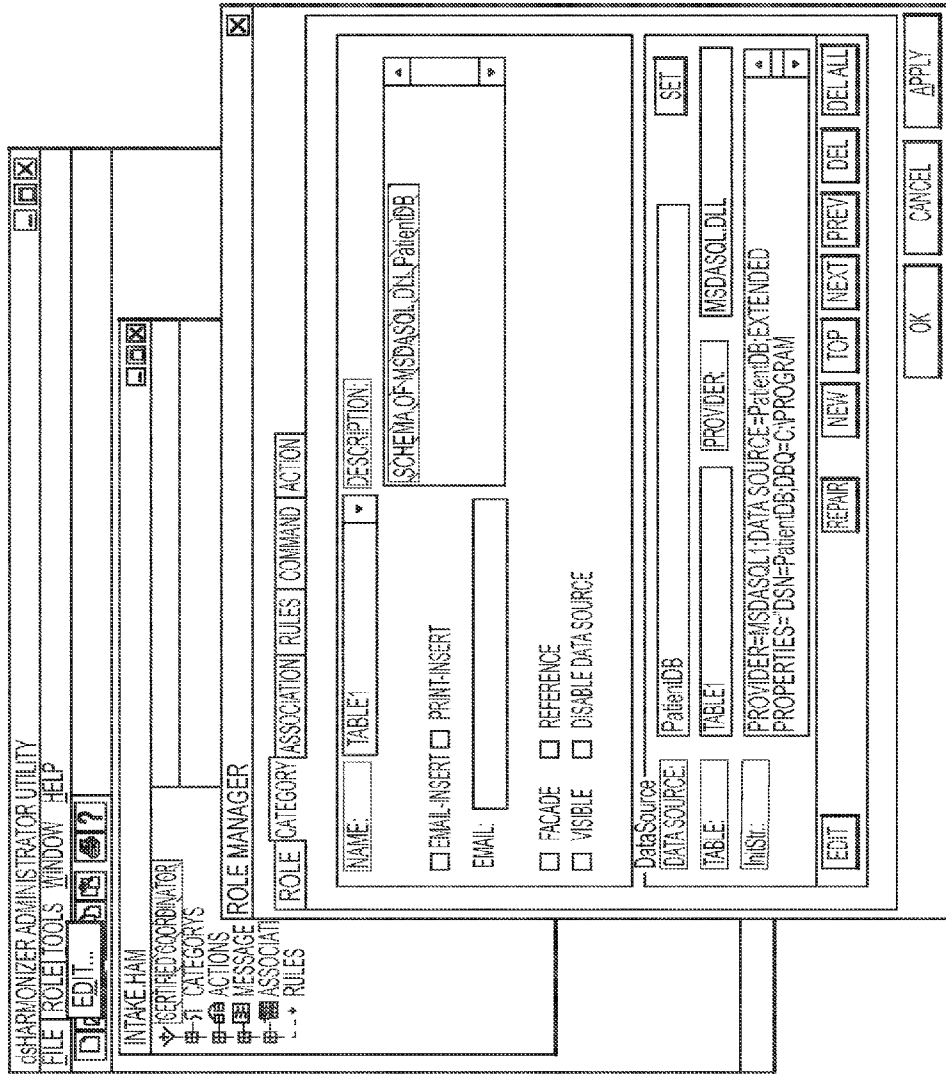 dsHARMONIZER ADMINISTRATOR UTILITY
FILE ROLE TOOLS WINDOW HELP
EDIT...
?
INTAKE.HAM
CERTIFIED COORDINATOR
CATEGORYS
ACTIONS
MESSAGE
ASSOCIATI
RULES
ROLE MANAGER
ROLE CATEGORY ASSOCIATION RULES COMMAND ACTION
NAME: TABLE1 DESCRIPTION:
SCHEMA OF MSDASQL.DLL, PatientDB
EMAIL-INSERT PRINT-INSERT
EMAIL:
FACADE REFERENCE
VISIBLE DISABLE DATA SOURCE
DataSource
DATA SOURCE: PatientDB SET
TABLE: TABLE1 PROVIDER: MSDASQL.DLL
InitStr.: PROVIDER=MSDASQL1;DATA SOURCE=PatientDB;EXTENDED
PROPERTIES="DSN=PatientDB;DBQ=C:\PROGRAM
EDIT REPAIR NEW TOP NEXT PREV DEL DEL ALL
OK CANCEL APPLY